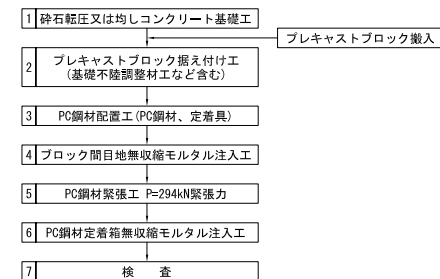 1 砕石転圧又は均しコンクリート基礎工
プレキャストブロック搬入
2 プレキャストブロック据え付け工
(基礎不陸調整材工など含む)
3 PC鋼材配置工(PC鋼材、定着具)
4 ブロック間目地無収縮モルタル注入工
5 PC鋼材緊張工 P=294kN緊張力
6 PC鋼材定着箱無収縮モルタル注入工
7 検 査